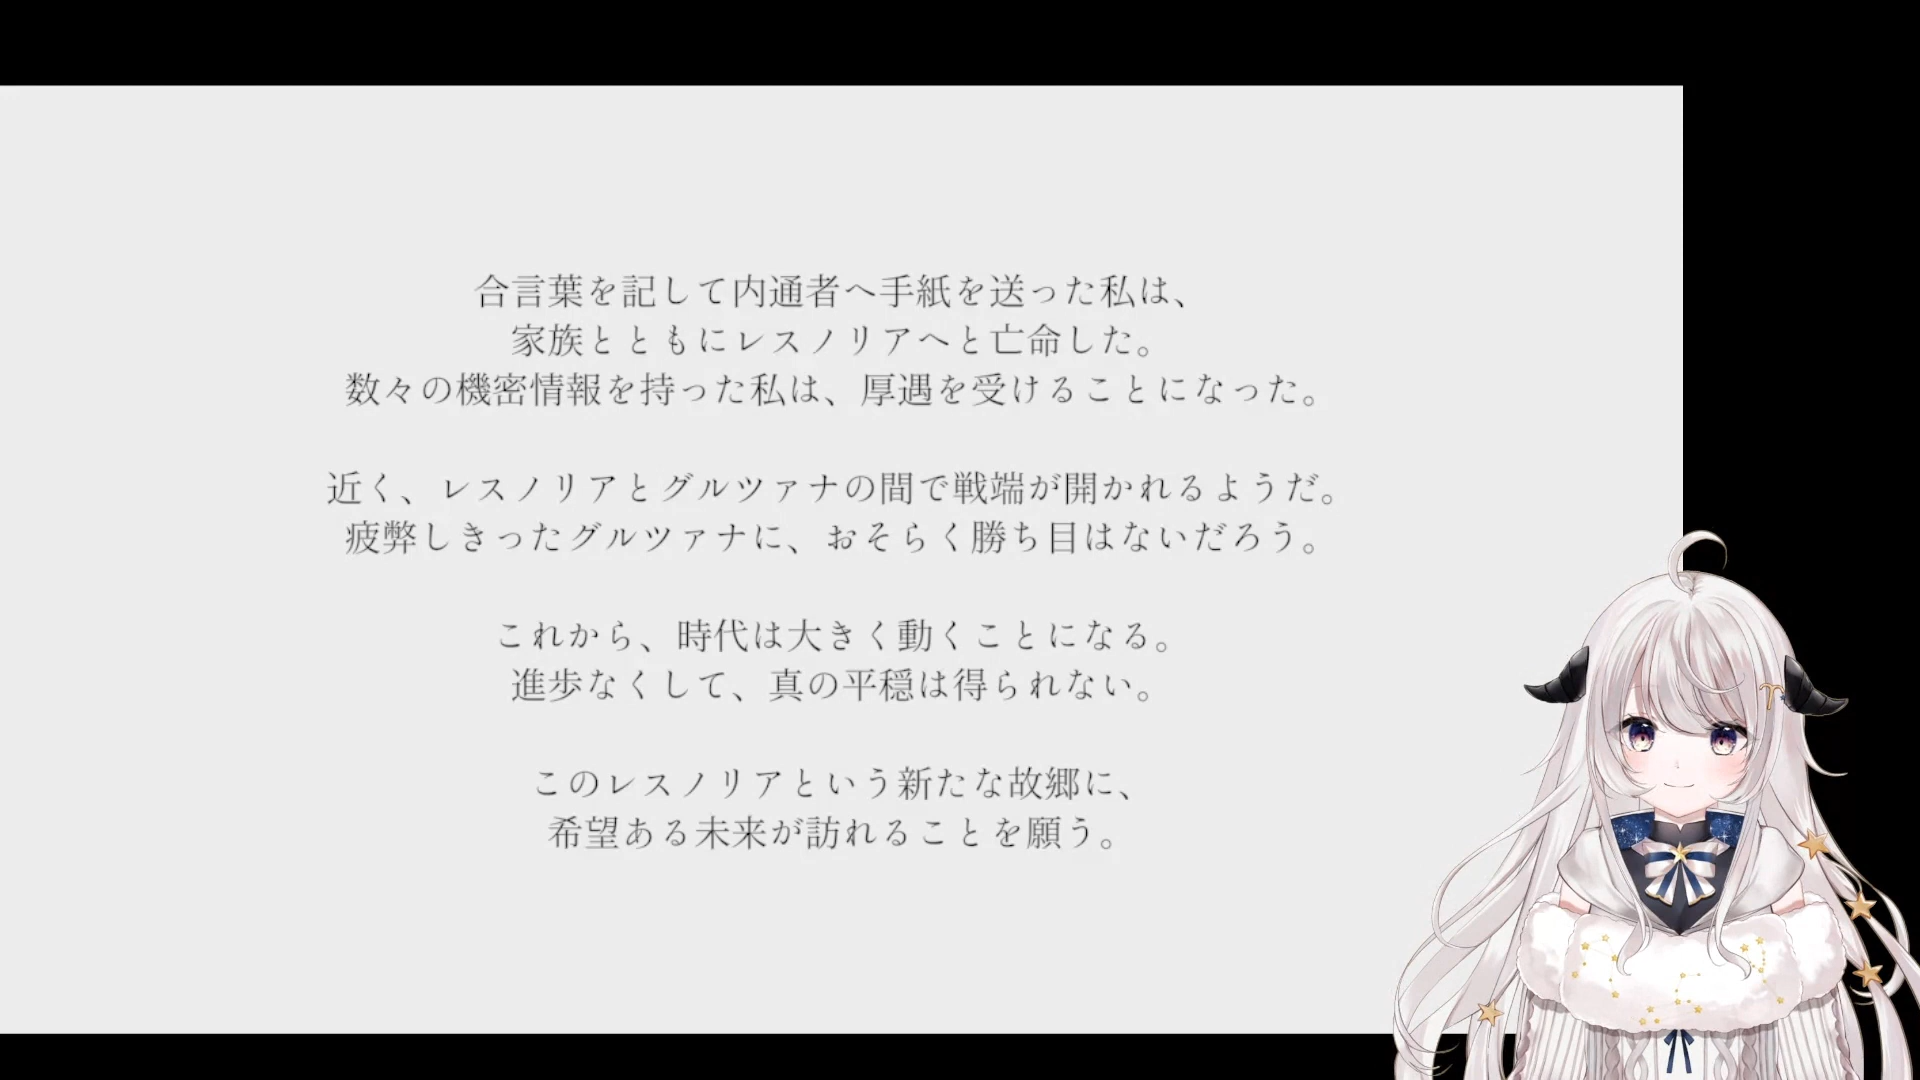 合言葉を記して内通者へ手紙を送った私は、
家族とともにレスノリアへと亡命した。
数々の機密情報を持った私は、厚遇を受けることになった。
近く、レスノリアとグルツァナの間で戦端が開かれるようだ。
疲弊しきったグルツァナに、おそらく勝ち目はないだろう。
これから、時代は大きく動くことになる。
進歩なくして、真の平穏は得られない。
このレスノリアという新たな故郷に、
希望ある未来が訪れることを願う。